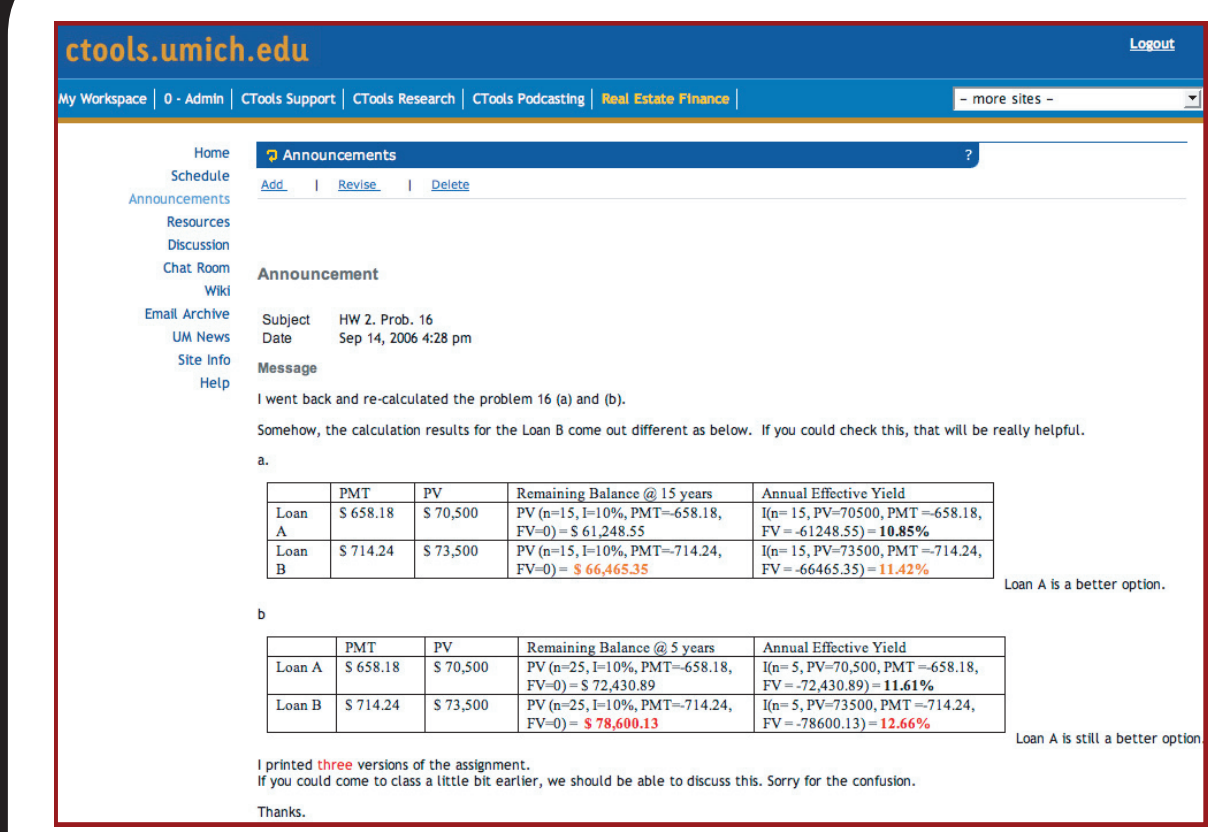 ctools.umich.edu
Logout
My Workspace | 0 - Admin | CTools Support | CTools Research | CTools Podcasting | Real Estate Finance |
– more sites –
Home
Schedule
Announcements
Resources
Discussion
Chat Room
Wiki
Email Archive
UM News
Site Info
Help
Announcements ?
Add | Revise | Delete
Announcement
Subject HW 2. Prob. 16
Date Sep 14, 2006 4:28 pm
Message
I went back and re-calculated the problem 16 (a) and (b).
Somehow, the calculation results for the Loan B come out different as below. If you could check this, that will be really helpful.
a.
PMT PV Remaining Balance @ 15 years Annual Effective Yield
Loan A $ 658.18 $ 70,500 PV (n=15, I=10%, PMT=-658.18, FV=0) = $ 61,248.55 I(n= 15, PV=70500, PMT =-658.18, FV = -61248.55) = 10.85%
Loan B $ 714.24 $ 73,500 PV (n=15, I=10%, PMT=-714.24, FV=0) = $ 66,465.35 I(n= 15, PV=73500, PMT =-714.24, FV = -66465.35) = 11.42%
Loan A is a better option.
b
PMT PV Remaining Balance @ 5 years Annual Effective Yield
Loan A $ 658.18 $ 70,500 PV (n=25, I=10%, PMT=-658.18, FV=0) = $ 72,430.89 I(n= 5, PV=70,500, PMT =-658.18, FV = -72,430.89) = 11.61%
Loan B $ 714.24 $ 73,500 PV (n=25, I=10%, PMT=-714.24, FV=0) = $ 78,600.13 I(n= 5, PV=73500, PMT =-714.24, FV = -78600.13) = 12.66%
Loan A is still a better option.
I printed three versions of the assignment.
If you could come to class a little bit earlier, we should be able to discuss this. Sorry for the confusion.
Thanks.